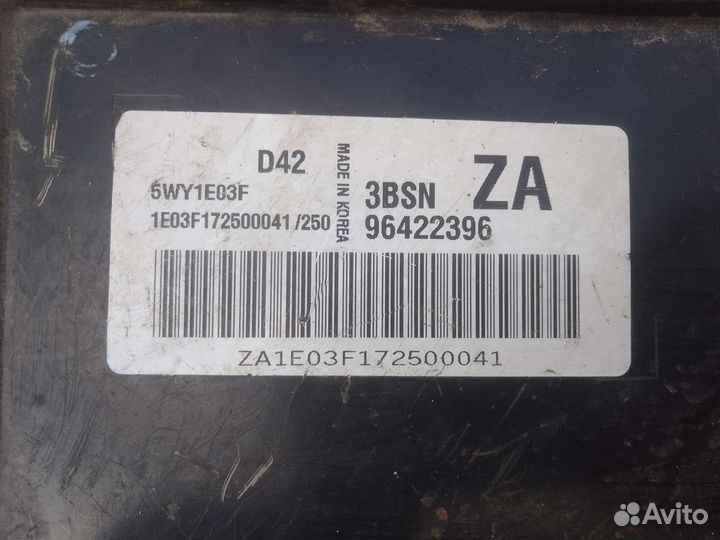 D42
5WY1E03F
1E03F172500041 /250
MADE IN KOREA
3BSN ZA
96422396
ZA1E03F172500041
Avito